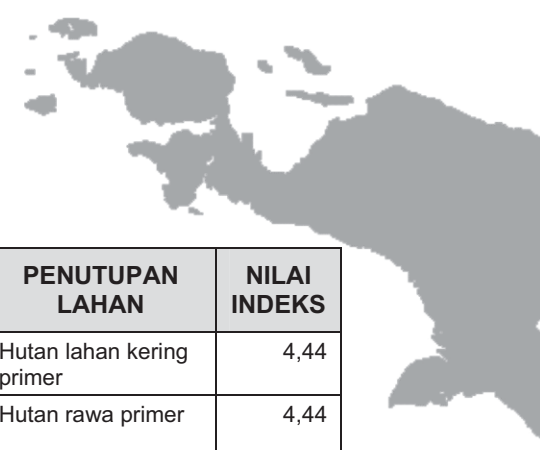 PENUTUPAN
LAHAN
NILAI
INDEKS
Hutan lahan kering
primer
4,44
Hutan rawa primer
4,44